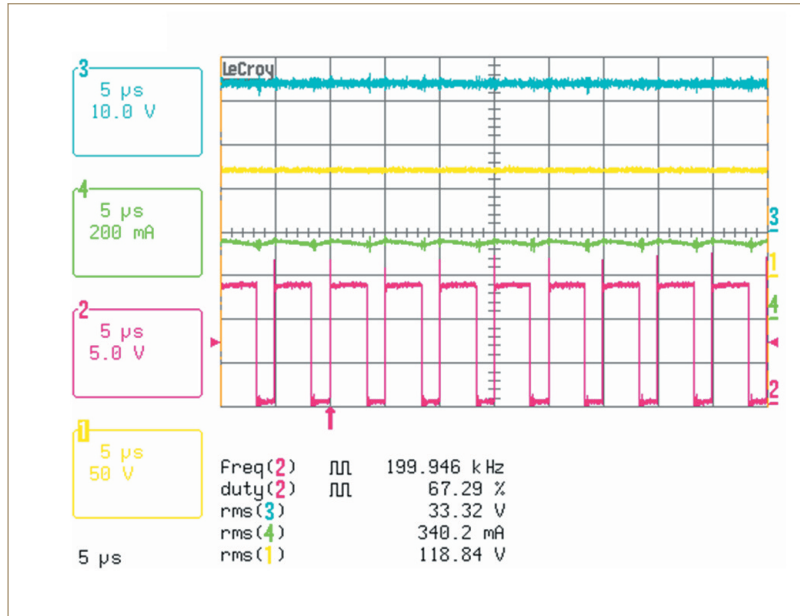 LeCroy
3
5 µs
10.0 V
4
5 µs
200 mA
2
5 µs
5.0 V
1
5 µs
50 V
5 µs
3
1
4
2
Freq(2) 199.946 kHz
duty(2) 67.29 %
rms(3) 33.32 V
rms(4) 340.2 mA
rms(1) 118.84 V